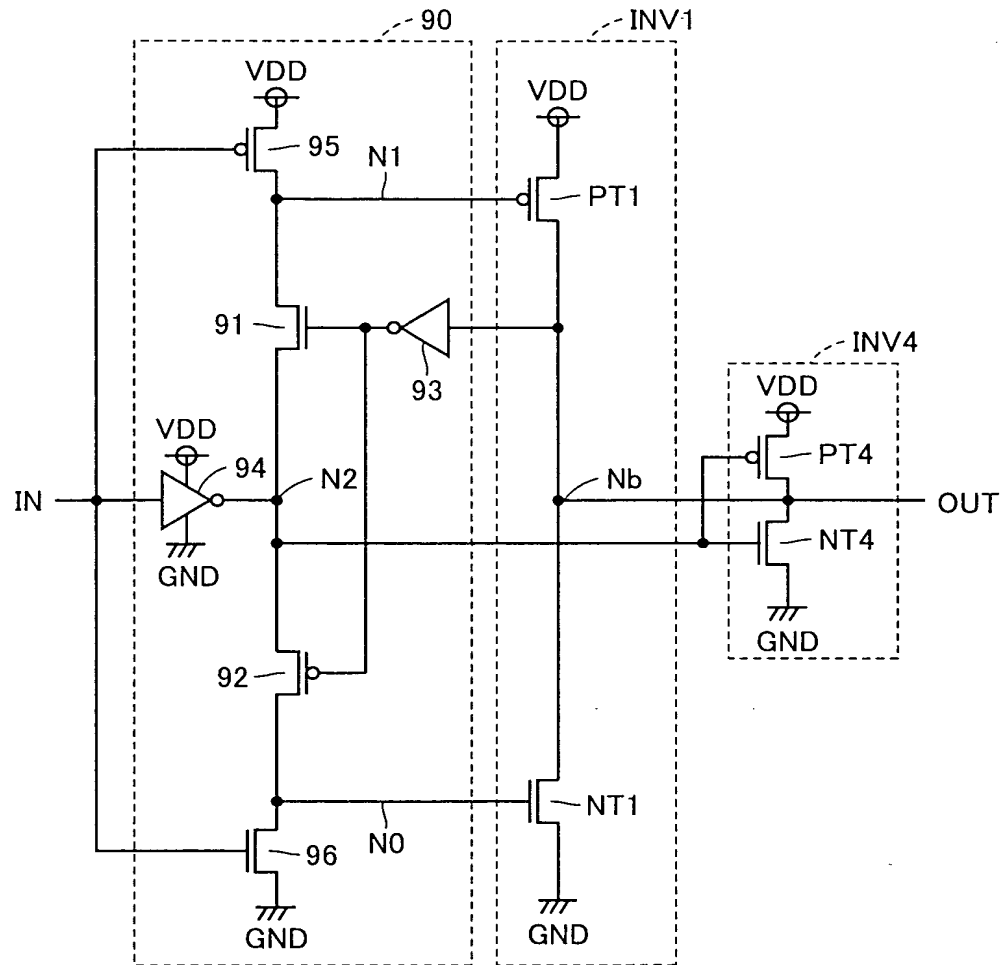 90
INV1
VDD
95
N1
VDD
PT1
91
93
INV4
VDD
PT4
VDD
94
IN
N2
Nb
OUT
GND
NT4
GND
92
N0
NT1
96
GND
GND